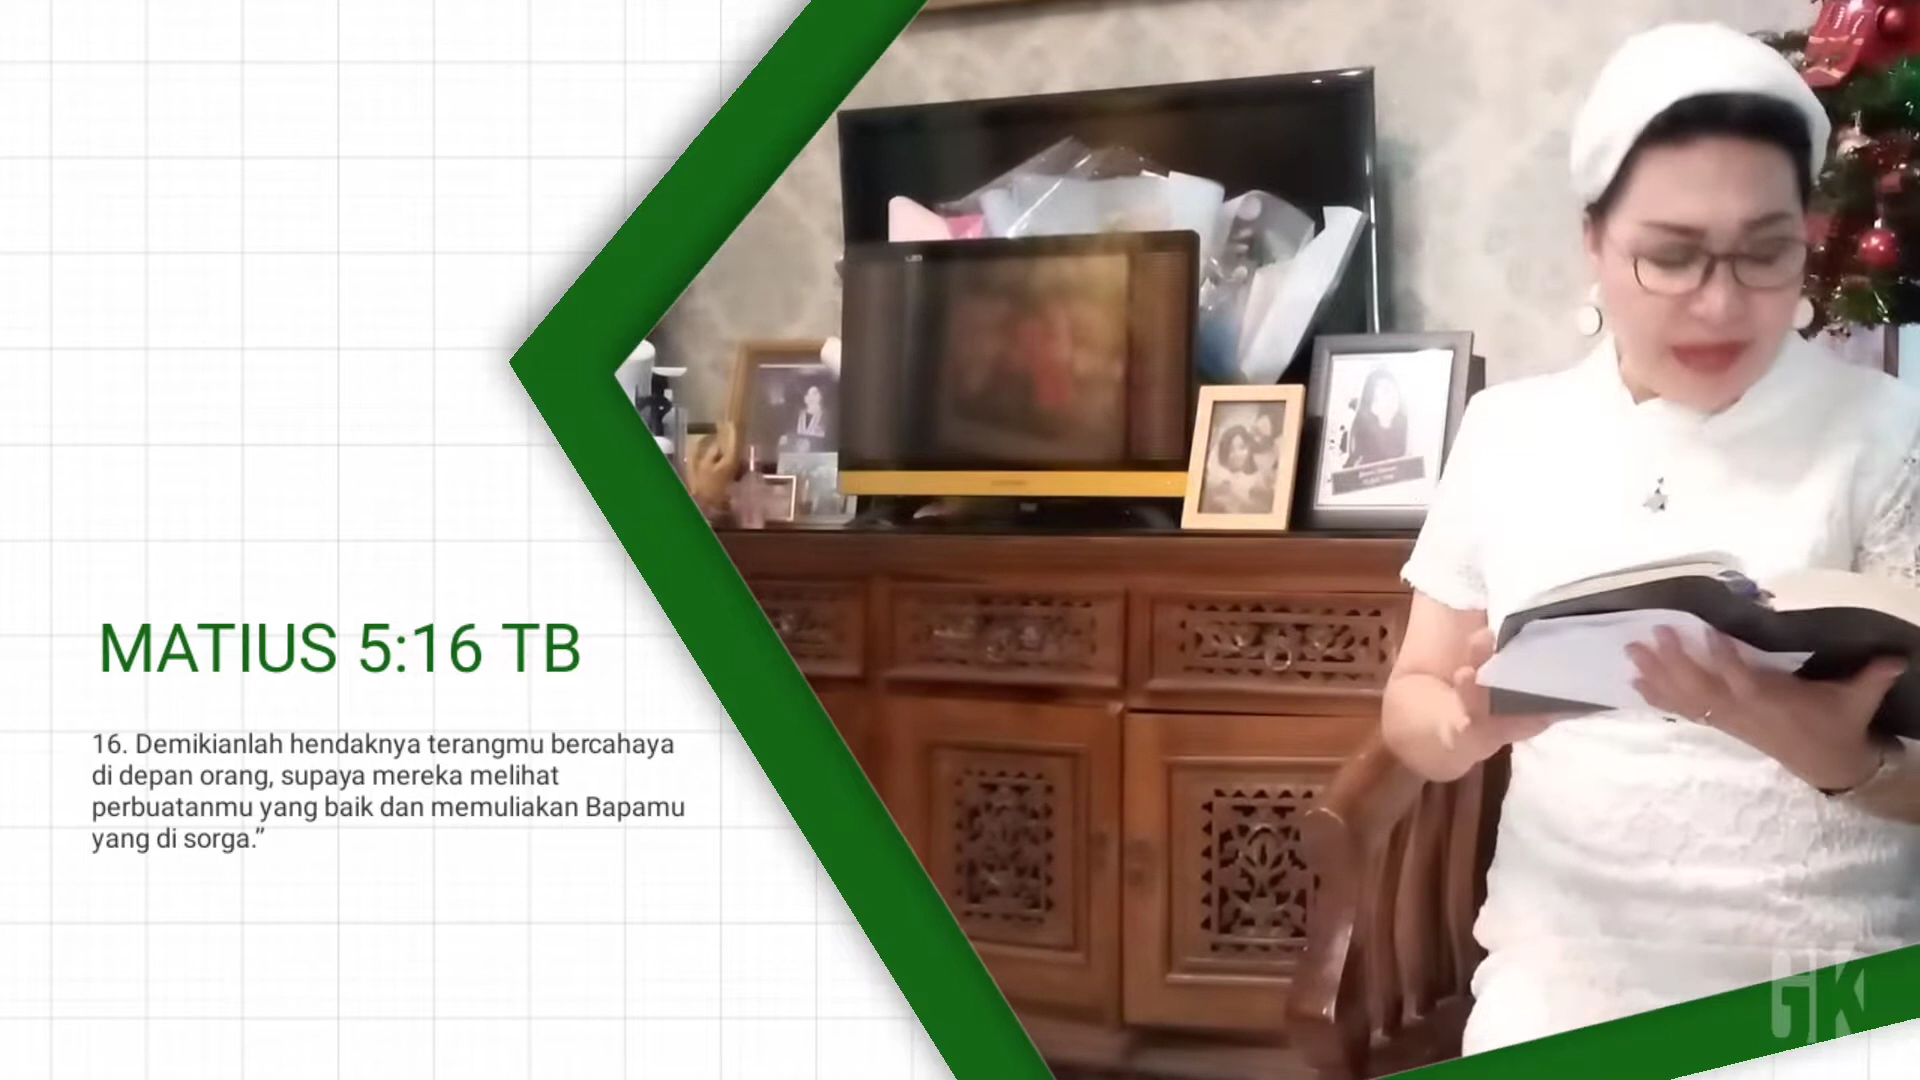 MATIUS 5:16 TB
16. Demikianlah hendaknya terangmu bercahaya
di depan orang, supaya mereka melihat
perbuatanmu yang baik dan memuliakan Bapamu
yang di sorga.”
GK